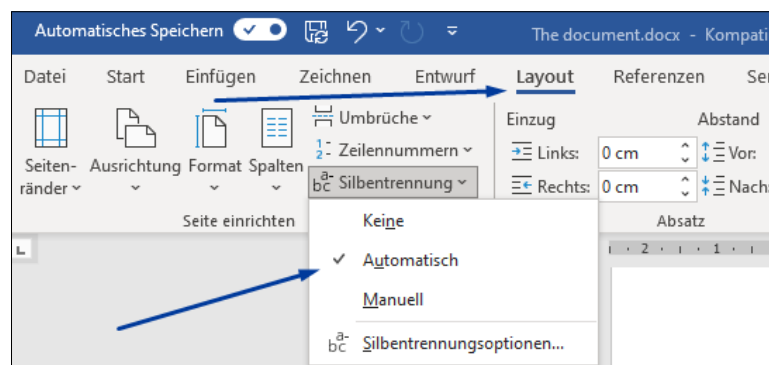 Automatisches Speichern The document.docx - Kompati
Datei Start Einfügen Zeichnen Entwurf Layout Referenzen Se
Seiten-
ränder
Ausrichtung
Format
Spalten
Umbrüche
Zeilennummern
Silbentrennung
Seite einrichten
Einzug Abstand
Links: 0 cm Vor:
Rechts: 0 cm Nach:
Absatz
Keine
Automatisch
Manuell
Silbentrennungsoptionen...
2 1